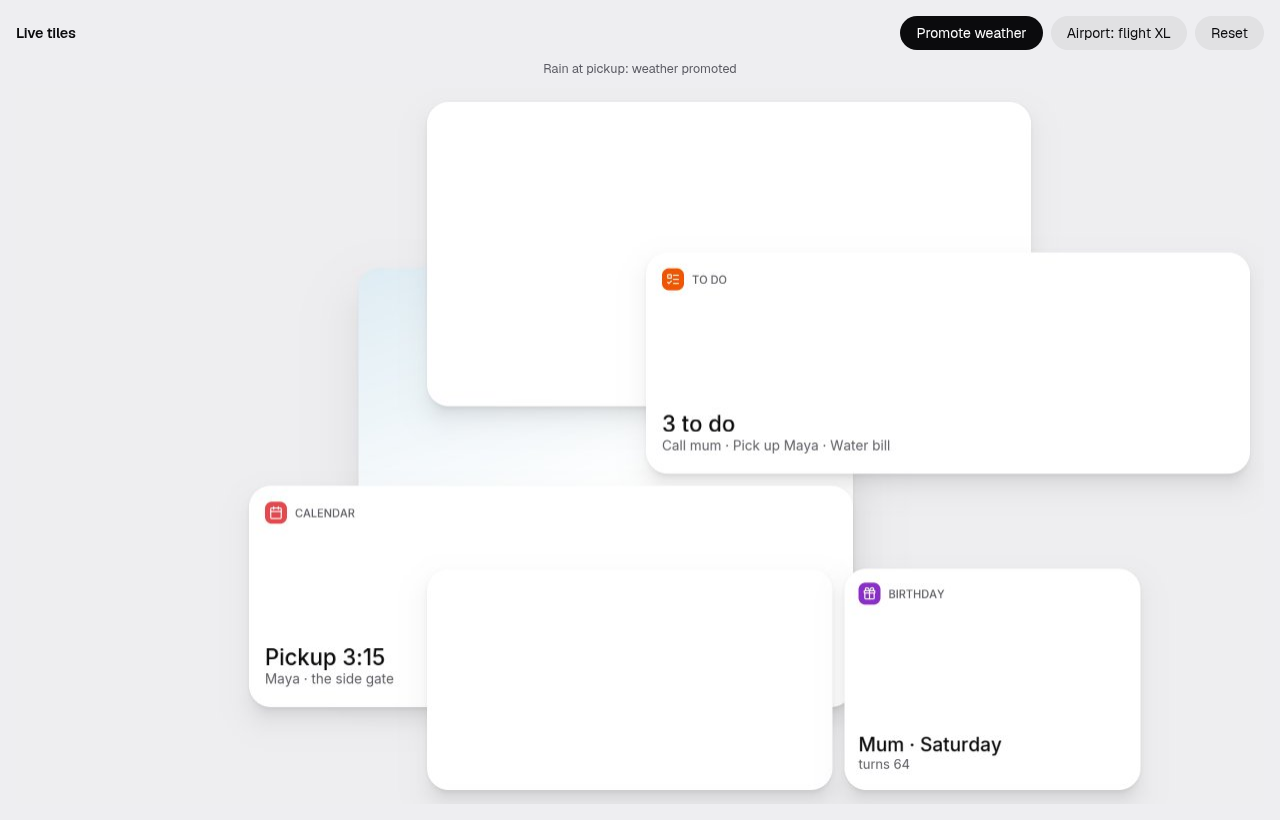 Live tiles
Promote weather
Airport: flight XL
Reset
Rain at pickup: weather promoted
TO DO
3 to do
Call mum · Pick up Maya · Water bill
CALENDAR
Pickup 3:15
Maya · the side gate
BIRTHDAY
Mum · Saturday
turns 64